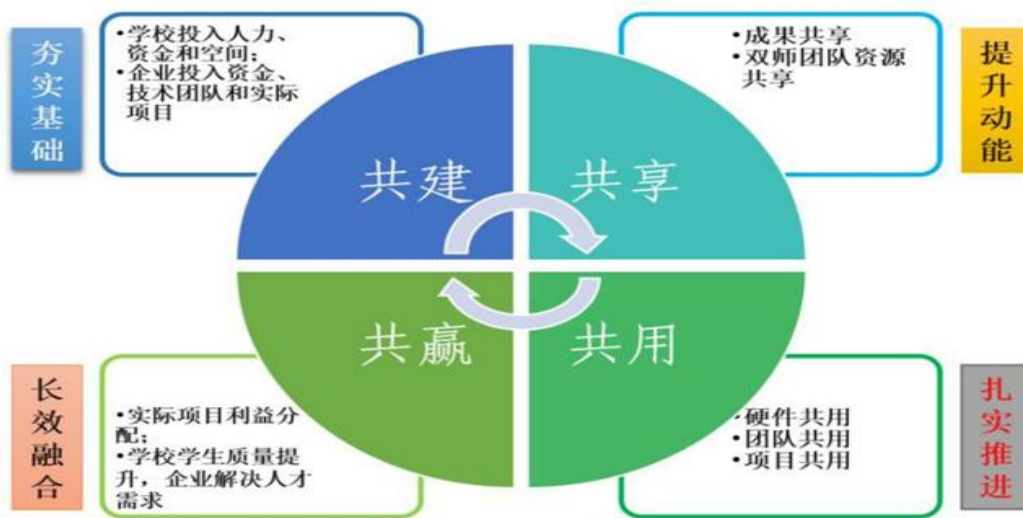 夯实基础
•学校投入人力、
资金和空间;
•企业投入资金、
技术团队和实际
项目
共建
共享
•成果共享
•双师团队资源
共享
提升动能
长效融合
•实际项目利益分
配;
•学校学生质量提
升，企业解决人才
需求
共赢
共用
•硬件共用
•团队共用
•项目共用
扎实推进